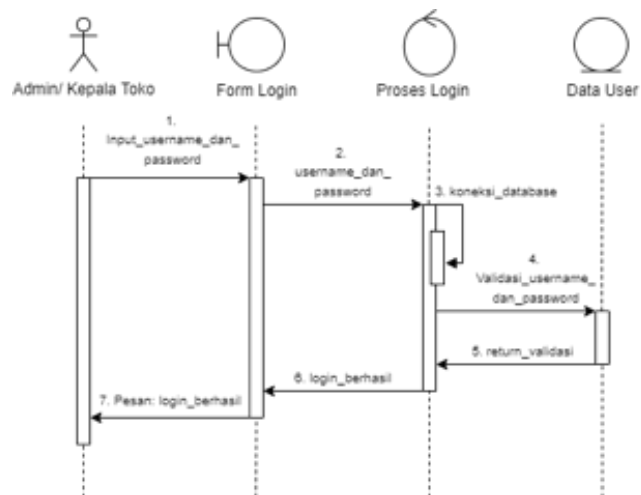 Admin/ Kepala Toko
Form Login
Proses Login
Data User
1.
Input_username_dan_
password
2.
username_dan_
password
3. koneksi_database
4.
Validasi_username_
dan_password
5. return_validasi
6. login_berhasil
7. Pesan: login_berhasil